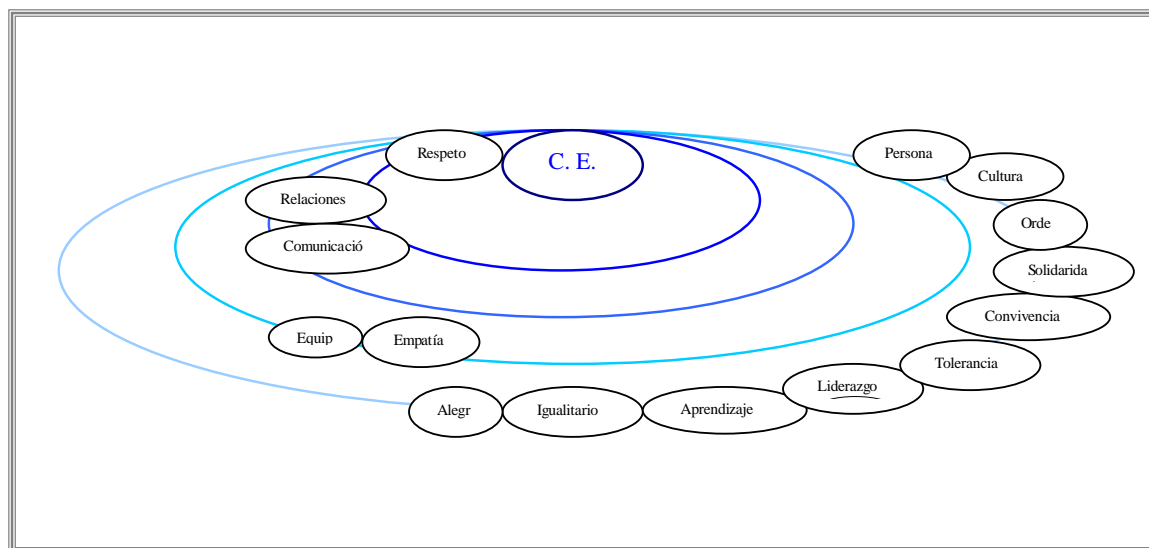 C. E.
Respeto
Persona
Cultura
Relaciones
Orde
Comunicació
Solidarida
Convivencia
Equip
Empatía
Tolerancia
Liderazgo
Alegr
Igualitario
Aprendizaje